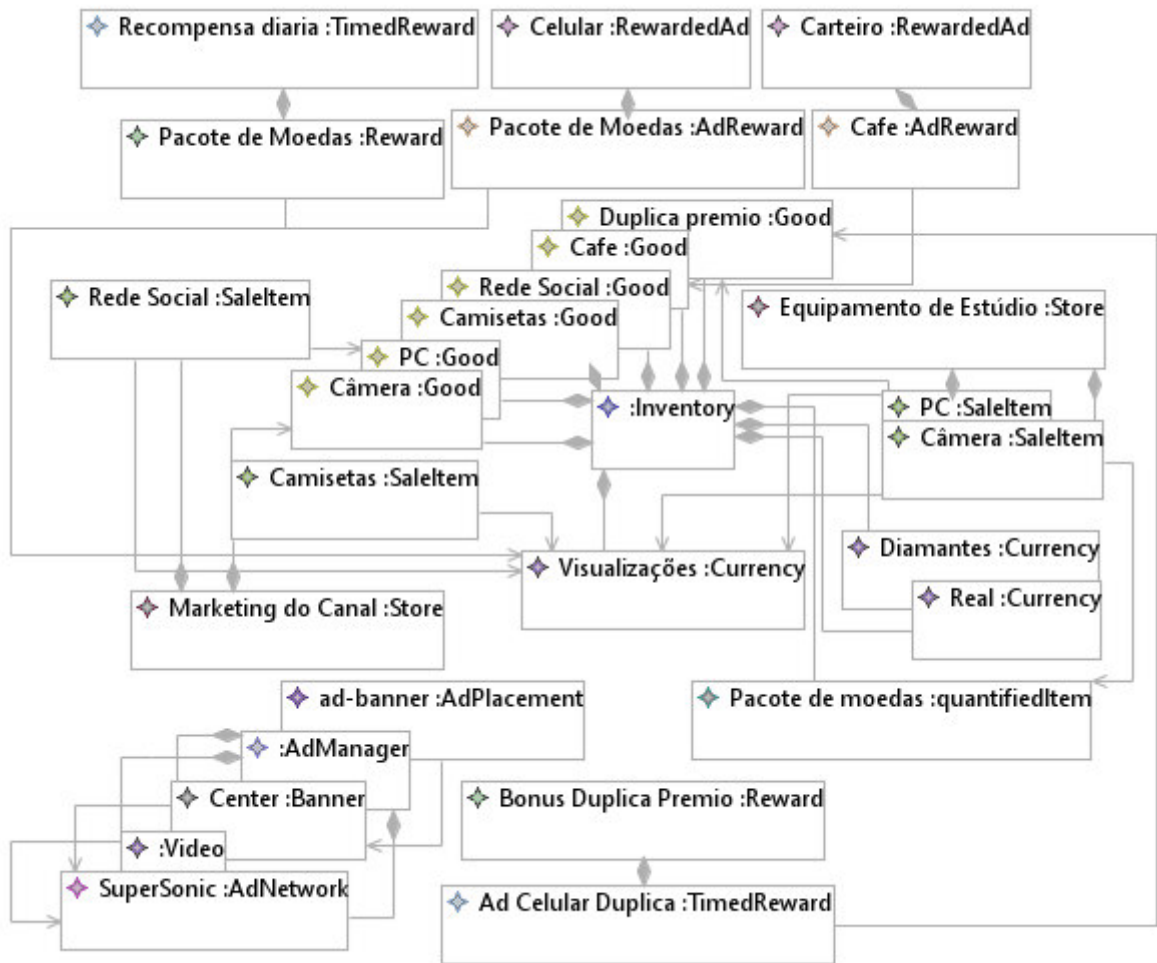 Recompensa diaria :TimedReward
Celular :RewardedAd
Carteiro :RewardedAd
Pacote de Moedas :Reward
Pacote de Moedas :AdReward
Cafe :AdReward
Duplica premio :Good
Cafe :Good
Rede Social :Good
Rede Social :SaleItem
Camisetas :Good
Equipamento de Estúdio :Store
PC :Good
Câmera :Good
:Inventory
PC :SaleItem
Câmera :SaleItem
Camisetas :SaleItem
Diamantes :Currency
Visualizações :Currency
Real :Currency
Marketing do Canal :Store
ad-banner :AdPlacement
Pacote de moedas :quantifiedItem
:AdManager
Center :Banner
Bonus Duplica Premio :Reward
:Video
SuperSonic :AdNetwork
Ad Celular Duplica :TimedReward